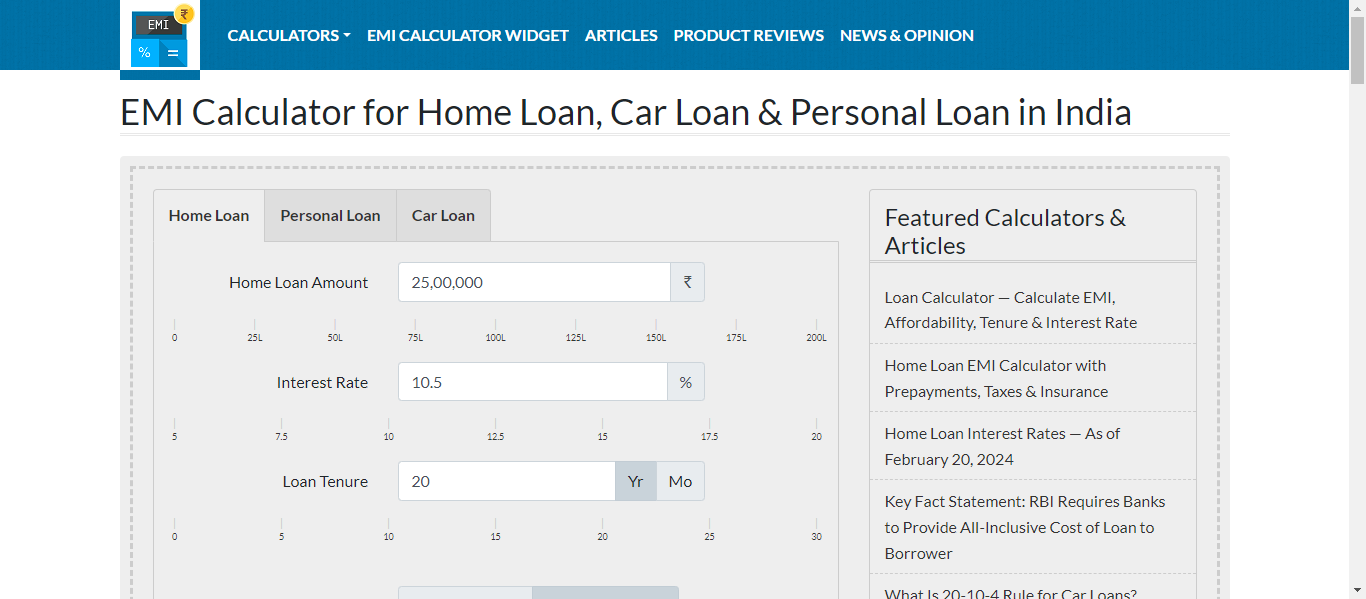 EMI ₹
% =
CALCULATORS EMI CALCULATOR WIDGET ARTICLES PRODUCT REVIEWS NEWS & OPINION
EMI Calculator for Home Loan, Car Loan & Personal Loan in India
Home Loan Personal Loan Car Loan
Home Loan Amount 25,00,000 ₹
0 25L 50L 75L 100L 125L 150L 175L 200L
Interest Rate 10.5 %
5 7.5 10 12.5 15 17.5 20
Loan Tenure 20 Yr Mo
0 5 10 15 20 25 30
Featured Calculators &
Articles
Loan Calculator — Calculate EMI,
Affordability, Tenure & Interest Rate
Home Loan EMI Calculator with
Prepayments, Taxes & Insurance
Home Loan Interest Rates — As of
February 20, 2024
Key Fact Statement: RBI Requires Banks
to Provide All-Inclusive Cost of Loan to
Borrower
What Is 20-10-4 Rule for Car Loans?